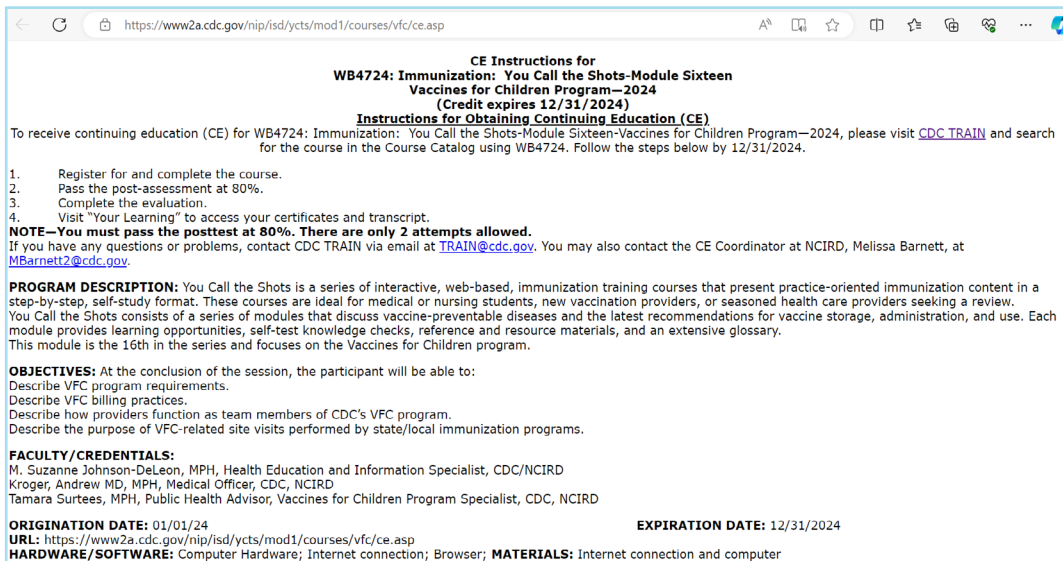 https://www2a.cdc.gov/nip/isd/ycts/mod1/courses/vfc/ce.asp
CE Instructions for
WB4724: Immunization: You Call the Shots-Module Sixteen
Vaccines for Children Program—2024
(Credit expires 12/31/2024)
Instructions for Obtaining Continuing Education (CE)
To receive continuing education (CE) for WB4724: Immunization: You Call the Shots-Module Sixteen-Vaccines for Children Program—2024, please visit CDC TRAIN and search
for the course in the Course Catalog using WB4724. Follow the steps below by 12/31/2024.
1. Register for and complete the course.
2. Pass the post-assessment at 80%.
3. Complete the evaluation.
4. Visit “Your Learning” to access your certificates and transcript.
NOTE—You must pass the posttest at 80%. There are only 2 attempts allowed.
If you have any questions or problems, contact CDC TRAIN via email at TRAIN@cdc.gov. You may also contact the CE Coordinator at NCIRD, Melissa Barnett, at
MBarnett2@cdc.gov.
PROGRAM DESCRIPTION: You Call the Shots is a series of interactive, web-based, immunization training courses that present practice-oriented immunization content in a
step-by-step, self-study format. These courses are ideal for medical or nursing students, new vaccination providers, or seasoned health care providers seeking a review.
You Call the Shots consists of a series of modules that discuss vaccine-preventable diseases and the latest recommendations for vaccine storage, administration, and use. Each
module provides learning opportunities, self-test knowledge checks, reference and resource materials, and an extensive glossary.
This module is the 16th in the series and focuses on the Vaccines for Children program.
OBJECTIVES: At the conclusion of the session, the participant will be able to:
Describe VFC program requirements.
Describe VFC billing practices.
Describe how providers function as team members of CDC’s VFC program.
Describe the purpose of VFC-related site visits performed by state/local immunization programs.
FACULTY/CREDENTIALS:
M. Suzanne Johnson-DeLeon, MPH, Health Education and Information Specialist, CDC/NCIRD
Kroger, Andrew MD, MPH, Medical Officer, CDC, NCIRD
Tamara Surtees, MPH, Public Health Advisor, Vaccines for Children Program Specialist, CDC, NCIRD
ORIGINATION DATE: 01/01/24 EXPIRATION DATE: 12/31/2024
URL: https://www2a.cdc.gov/nip/isd/ycts/mod1/courses/vfc/ce.asp
HARDWARE/SOFTWARE: Computer Hardware; Internet connection; Browser; MATERIALS: Internet connection and computer